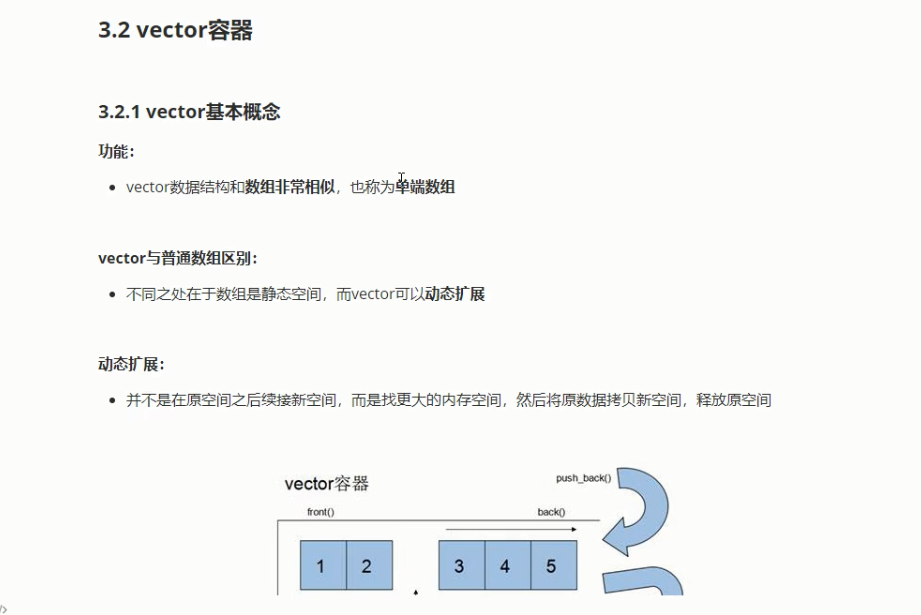 3.2 vector容器
3.2.1 vector基本概念
功能：
vector数据结构和数组非常相似，也称为单端数组
vector与普通数组区别：
不同之处在于数组是静态空间，而vector可以动态扩展
动态扩展：
并不是在原空间之后续接新空间，而是找更大的内存空间，然后将原数据拷贝新空间，释放原空间
vector容器
push_back()
front()
back()
1 2 3 4 5
/>